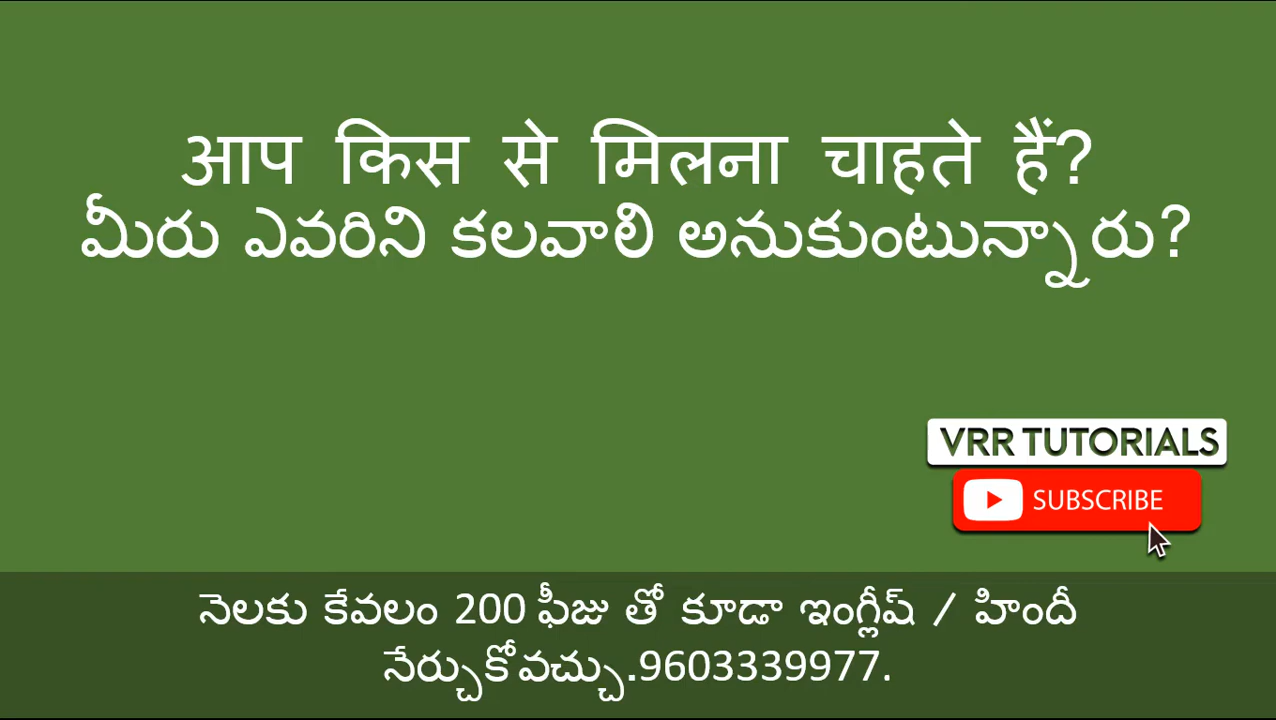 आप किस से मिलना चाहते हैं?
మీరు ఎవరిని కలవాలి అనుకుంటున్నారు?
VRR TUTORIALS
SUBSCRIBE
నెలకు కేవలం 200 ఫీజు తో కూడా ఇంగ్లీష్ / హిందీ
నేర్చుకోవచ్చు.9603339977.